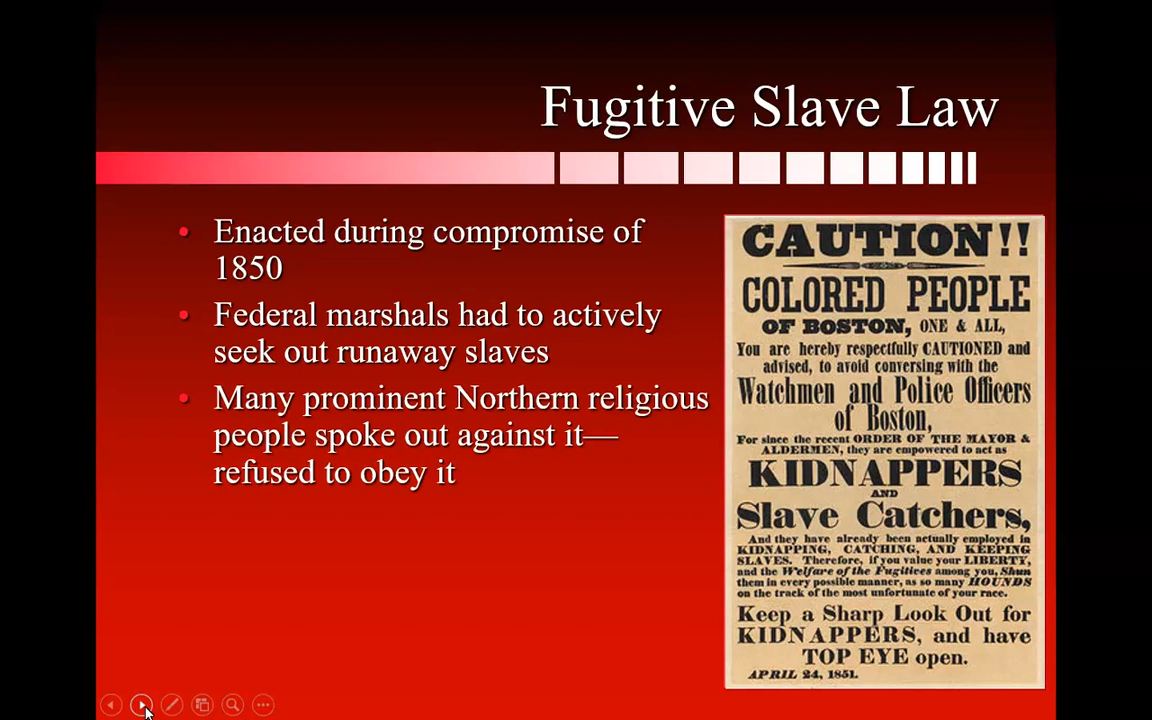 Fugitive Slave Law
• Enacted during compromise of
1850
• Federal marshals had to actively
seek out runaway slaves
• Many prominent Northern religious
people spoke out against it—
refused to obey it
CAUTION!!
COLORED PEOPLE
OF BOSTON, ONE & ALL,
You are hereby respectfully CAUTIONED and
advised, to avoid conversing with the
Watchmen and Police Officers
of Boston,
For since the recent ORDER OF THE MAYOR &
ALDERMEN, they are empowered to act as
KIDNAPPERS
AND
Slave Catchers,
And they have already been actually employed in
KIDNAPPING, CATCHING, AND KEEPING
SLAVES. Therefore, if you value your LIBERTY,
and the Welfare of the Fugitives among you, Shun
them in every possible manner, as so many HOUNDS
on the track of the most unfortunate of your race.
Keep a Sharp Look Out for
KIDNAPPERS, and have
TOP EYE open.
APRIL 24, 1851.